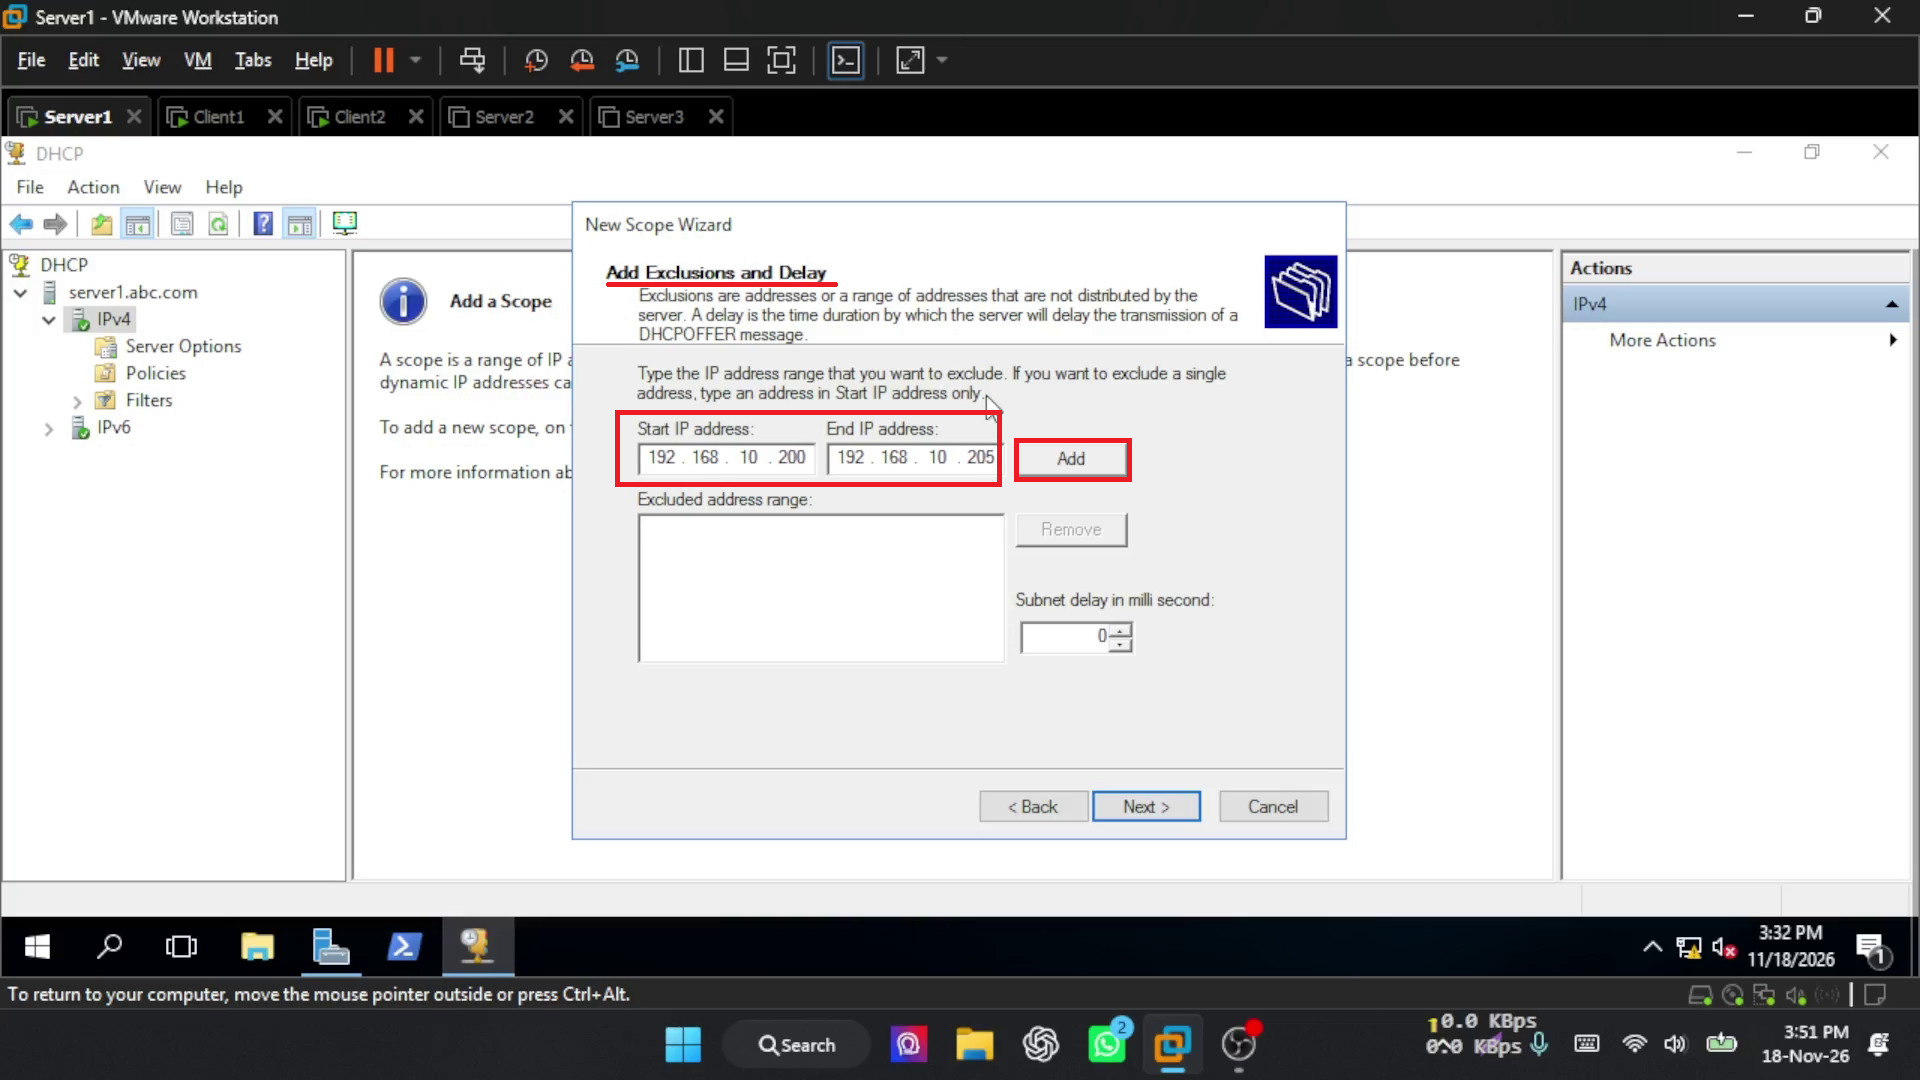 Server1 - VMware Workstation
File Edit View VM Tabs Help
Server1 Client1 Client2 Server2 Server3
DHCP
File Action View Help
New Scope Wizard
Add Exclusions and Delay
Exclusions are addresses or a range of addresses that are not distributed by the
server. A delay is the time duration by which the server will delay the transmission of a
DHCPOFFER message.
DHCP
server1.abc.com
IPv4
Server Options
Policies
Filters
IPv6
Add a Scope
A scope is a range of IP
a scope before
dynamic IP addresses ca
To add a new scope, on
For more information ab
Type the IP address range that you want to exclude. If you want to exclude a single
address, type an address in Start IP address only.
Start IP address: End IP address:
192 . 168 . 10 . 200 192 . 168 . 10 . 205 Add
Excluded address range:
Remove
Subnet delay in milli second:
0
< Back Next > Cancel
Actions
IPv4
More Actions
3:32 PM
11/18/2026
1
To return to your computer, move the mouse pointer outside or press Ctrl+Alt.
Search
2
0.0 KBps
0.0 KBps
3:51 PM
18-Nov-26